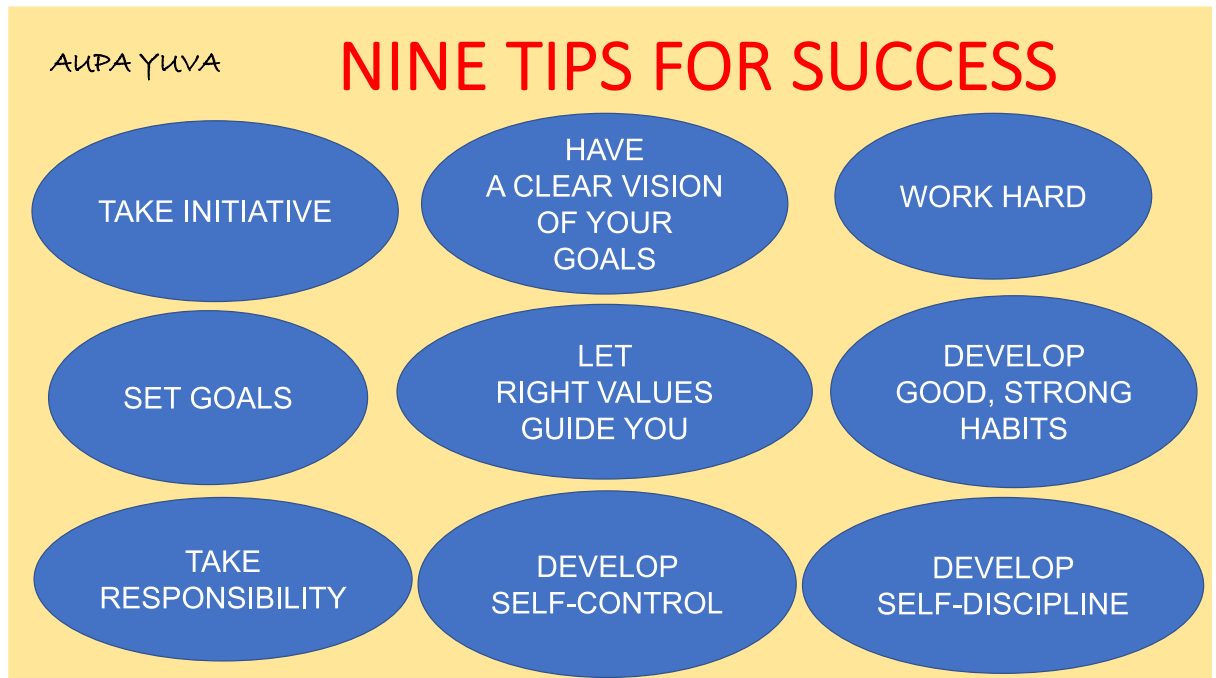 AUPA YUVA
NINE TIPS FOR SUCCESS
TAKE INITIATIVE
HAVE
A CLEAR VISION
OF YOUR
GOALS
WORK HARD
SET GOALS
LET
RIGHT VALUES
GUIDE YOU
DEVELOP
GOOD, STRONG
HABITS
TAKE
RESPONSIBILITY
DEVELOP
SELF-CONTROL
DEVELOP
SELF-DISCIPLINE